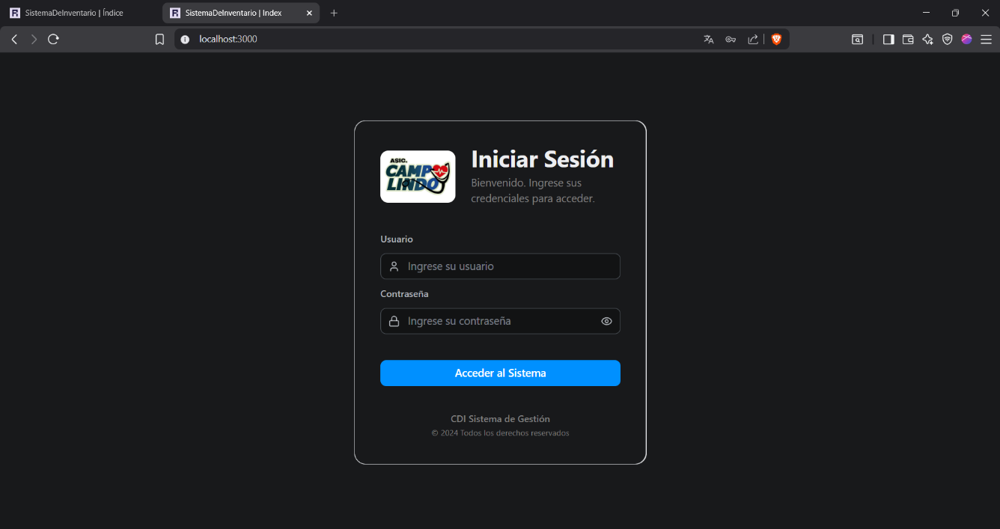 SistemaDeInventario | Índice
SistemaDeInventario | Index
localhost:3000
ASIC.
CAMPO
LINDO
Iniciar Sesión
Bienvenido. Ingrese sus
credenciales para acceder.
Usuario
Ingrese su usuario
Contraseña
Ingrese su contraseña
Acceder al Sistema
CDI Sistema de Gestión
© 2024 Todos los derechos reservados